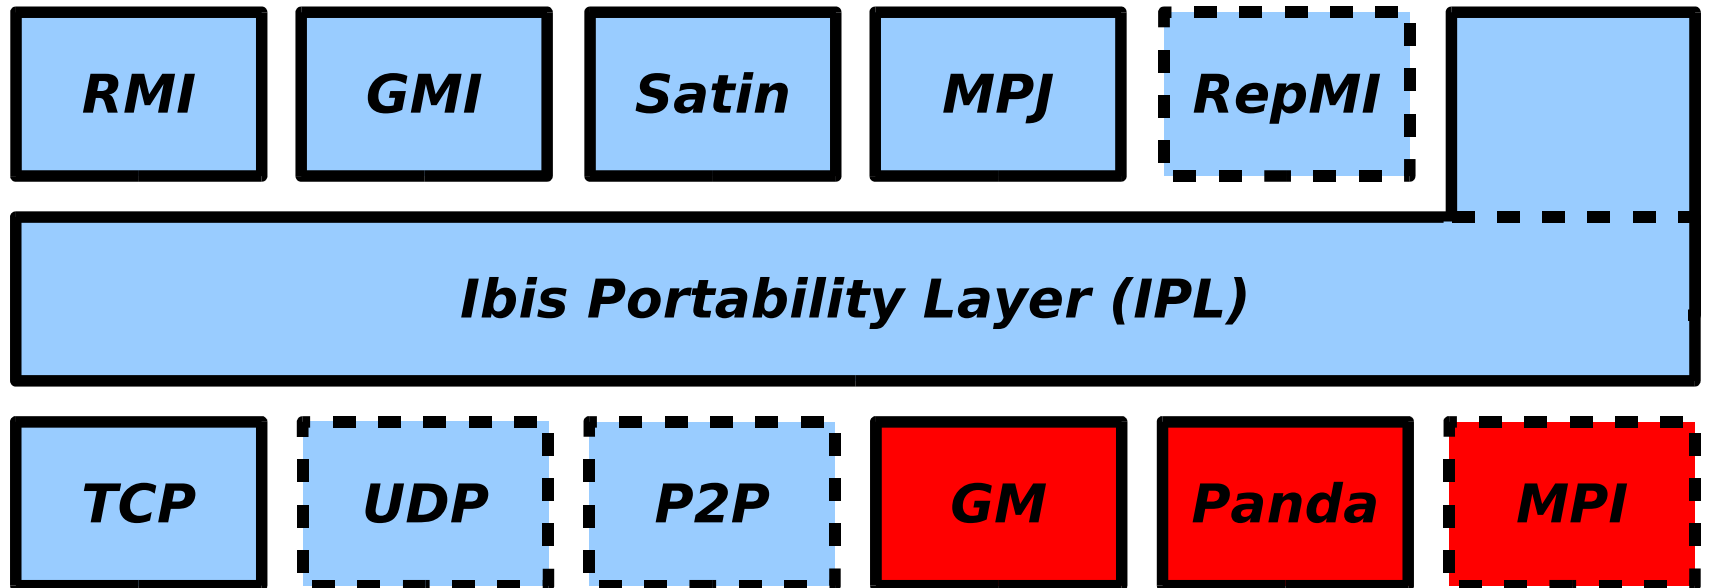 RMI
GMI
Satin
MPJ
RepMI
Ibis Portability Layer (IPL)
TCP
UDP
P2P
GM
Panda
MPI